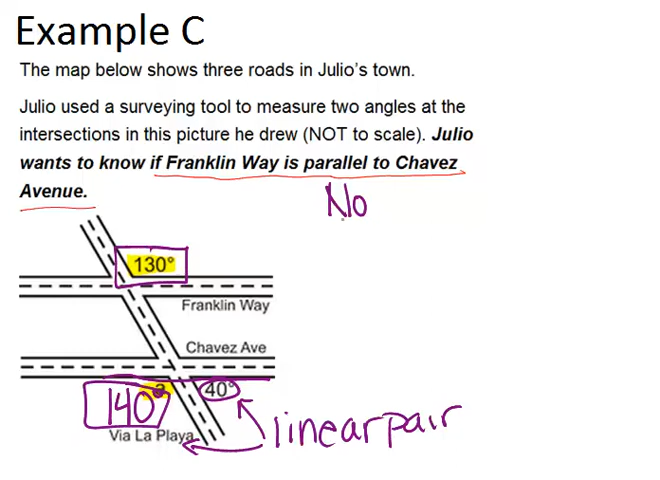 Example C
The map below shows three roads in Julio's town.
Julio used a surveying tool to measure two angles at the
intersections in this picture he drew (NOT to scale). Julio
wants to know if Franklin Way is parallel to Chavez
Avenue.
No
130°
Franklin Way
Chavez Ave
140°
40°
linear pair
Via La Playa